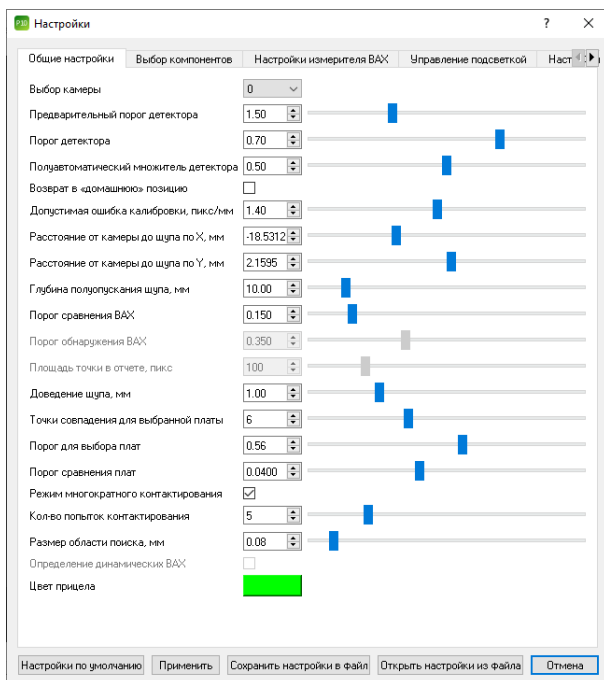 P10 Настройки ?
Общие настройки Выбор компонентов Настройки измерителя ВАХ Управление подсветкой Наст
Выбор камеры 0
Предварительный порог детектора 1.50
Порог детектора 0.70
Полуавтоматический множитель детектора 0.50
Возврат в «домашнюю» позицию
Допустимая ошибка калибровки, пикс/мм 1.40
Расстояние от камеры до щупа по X, мм -18.5312
Расстояние от камеры до щупа по Y, мм 2.1595
Глубина полуопускания щупа, мм 10.00
Порог сравнения ВАХ 0.150
Порог обнаружения ВАХ 0.350
Площадь точки в отчете, пикс 100
Доведение щупа, мм 1.00
Точки совпадения для выбранной платы 6
Порог для выбора плат 0.56
Порог сравнения плат 0.0400
Режим многократного контактирования
Кол-во попыток контактирования 5
Размер области поиска, мм 0.08
Определение динамических ВАХ
Цвет прицела
Настройки по умолчанию Применить Сохранить настройки в файл Открыть настройки из файла Отмена